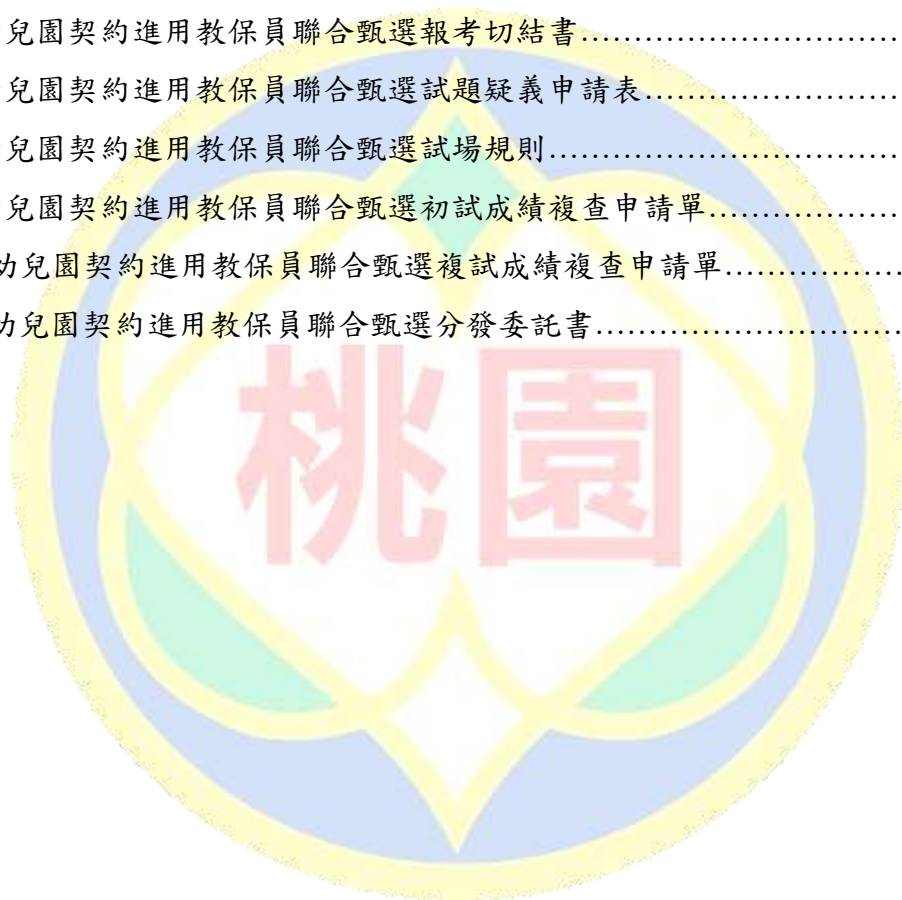 兒園契約進用教保員聯合甄選報考切結書..............................
兒園契約進用教保員聯合甄選試題疑義申請表........................
兒園契約進用教保員聯合甄選試場規則.................................
兒園契約進用教保員聯合甄選初試成績複查申請單..................
幼兒園契約進用教保員聯合甄選複試成績複查申請單.................
幼兒園契約進用教保員聯合甄選分發委託書.............................
桃園